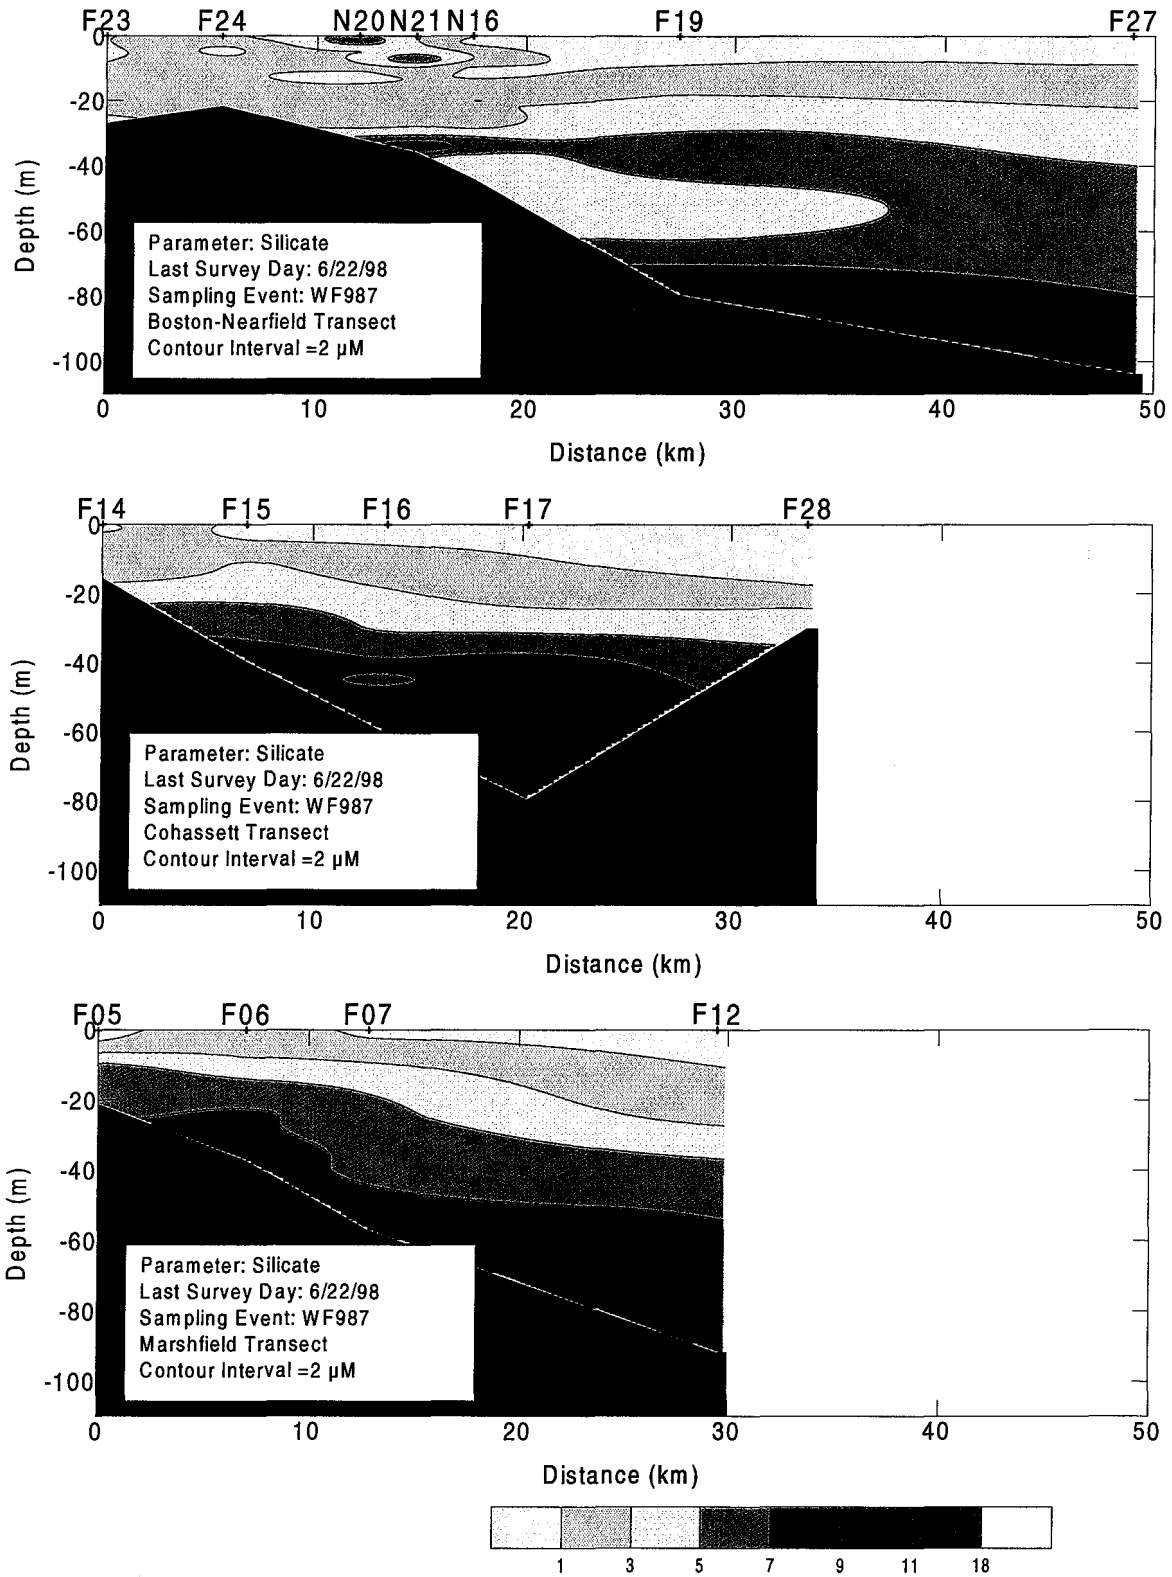 F23 F24 N20 N21 N16 F19 F27
0
-20
-40
-60
-80
-100
Depth (m)
Parameter: Silicate
Last Survey Day: 6/22/98
Sampling Event: WF987
Boston-Nearfield Transect
Contour Interval =2 µM
0 10 20 30 40 50
Distance (km)
F14 F15 F16 F17 F28
0
-20
-40
-60
-80
-100
Depth (m)
Parameter: Silicate
Last Survey Day: 6/22/98
Sampling Event: WF987
Cohassett Transect
Contour Interval =2 µM
0 10 20 30 40 50
Distance (km)
F05 F06 F07 F12
0
-20
-40
-60
-80
-100
Depth (m)
Parameter: Silicate
Last Survey Day: 6/22/98
Sampling Event: WF987
Marshfield Transect
Contour Interval =2 µM
0 10 20 30 40 50
Distance (km)
1 3 5 7 9 11 18